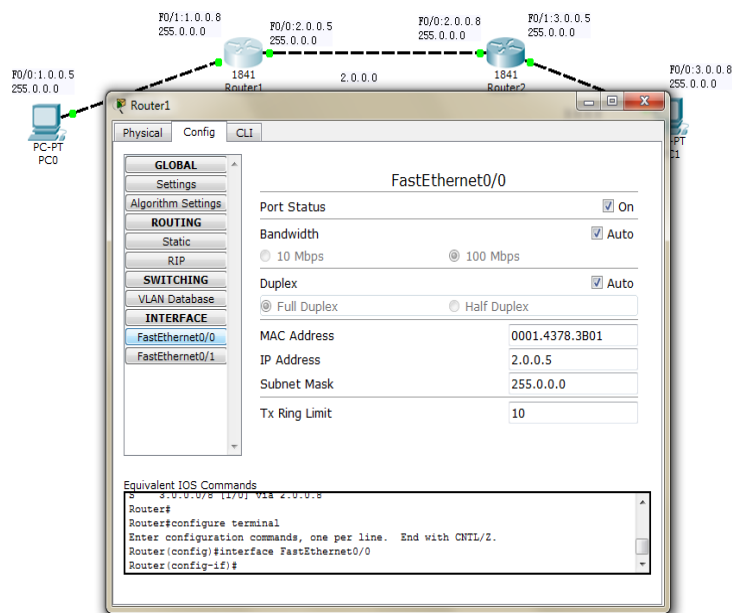 F0/1:1.0.0.8
255.0.0.0
F0/0:2.0.0.5
255.0.0.0
F0/0:2.0.0.8
255.0.0.0
F0/1:3.0.0.5
255.0.0.0
F0/0:1.0.0.5
255.0.0.0
1841
Router1
2.0.0.0
1841
Router2
F0/0:3.0.0.8
255.0.0.0
PC-PT
PC0
-PT
C1
Router1
Physical Config CLI
GLOBAL
Settings
Algorithm Settings
ROUTING
Static
RIP
SWITCHING
VLAN Database
INTERFACE
FastEthernet0/0
FastEthernet0/1
FastEthernet0/0
Port Status On
Bandwidth Auto
10 Mbps 100 Mbps
Duplex Auto
Full Duplex Half Duplex
MAC Address 0001.4378.3B01
IP Address 2.0.0.5
Subnet Mask 255.0.0.0
Tx Ring Limit 10
Equivalent IOS Commands
S 3.0.0.0/8 [1/0] via 2.0.0.8
Router#
Router#configure terminal
Enter configuration commands, one per line. End with CNTL/Z.
Router(config)#interface FastEthernet0/0
Router(config-if)#